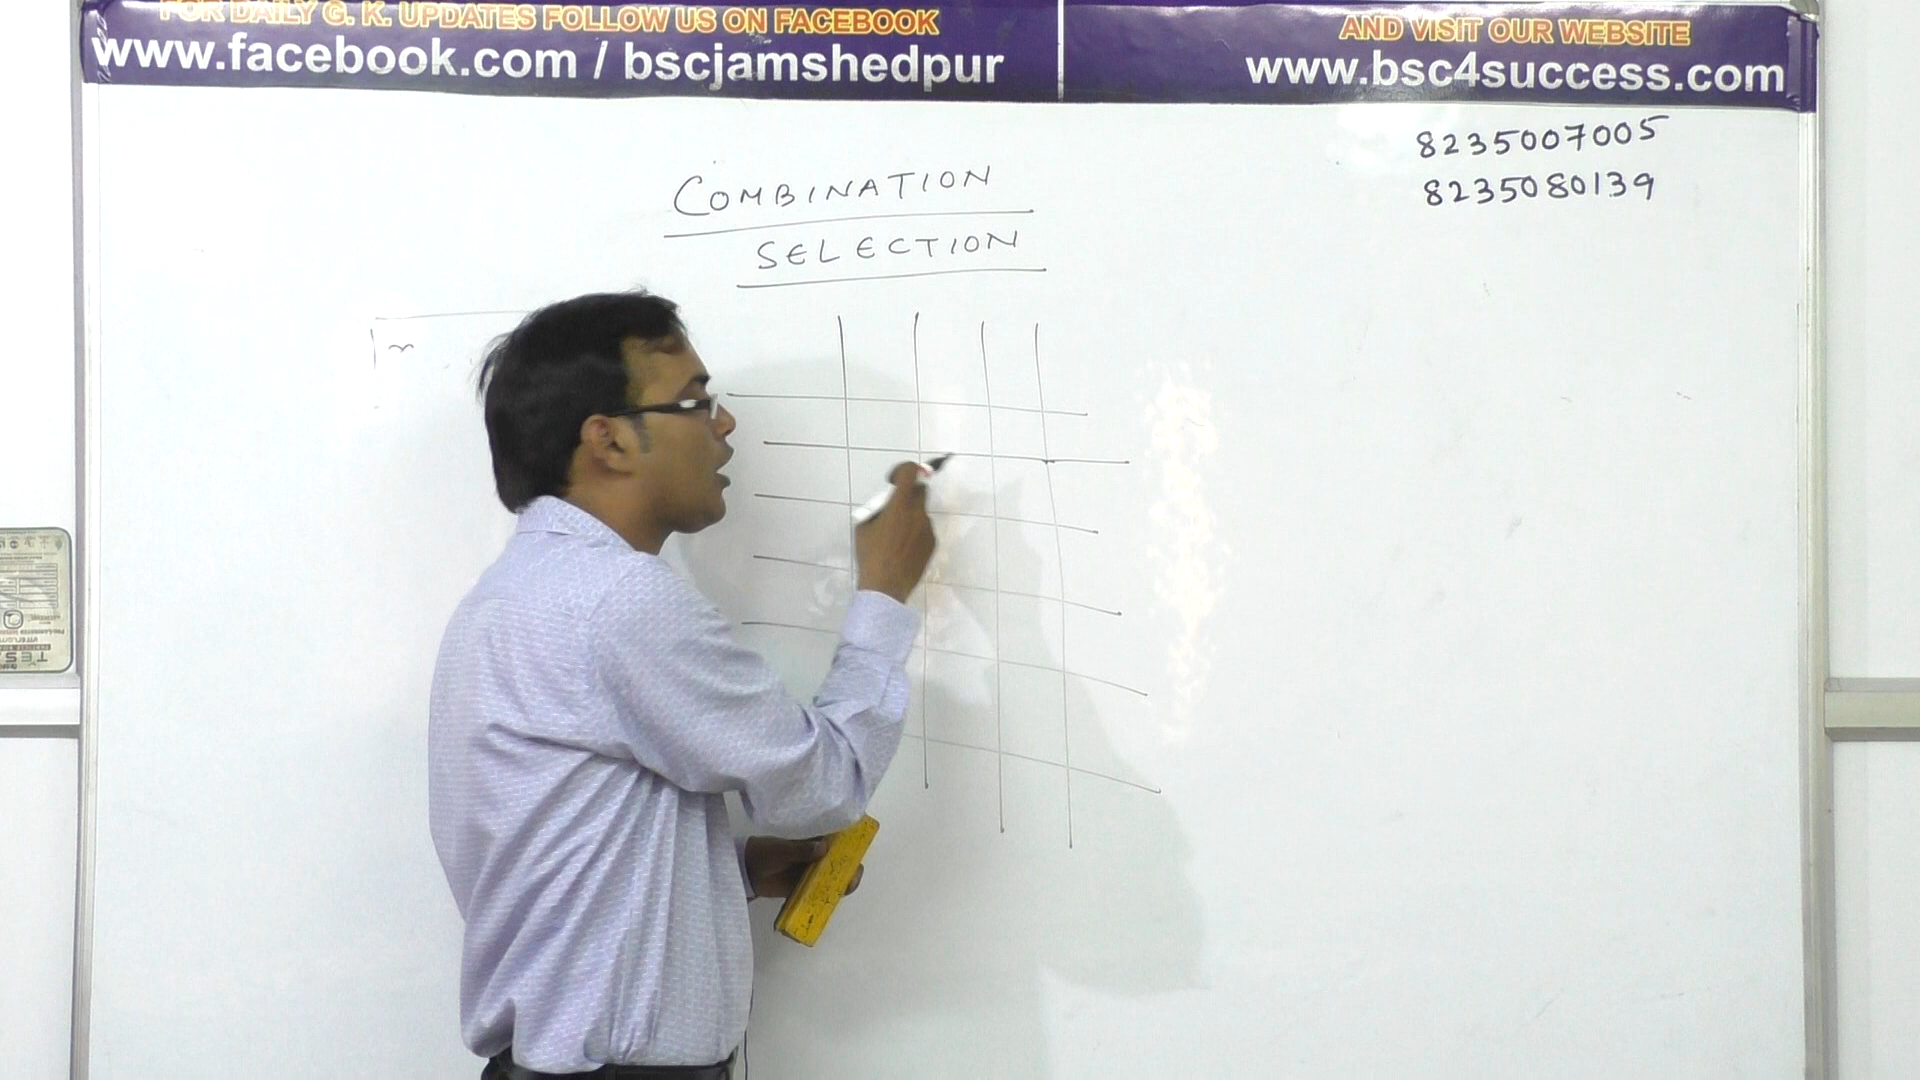 FOR DAILY G. K. UPDATES FOLLOW US ON FACEBOOK
www.facebook.com / bscjamshedpur
AND VISIT OUR WEBSITE
www.bsc4success.com
8235007005
8235080139
COMBINATION
SELECTION